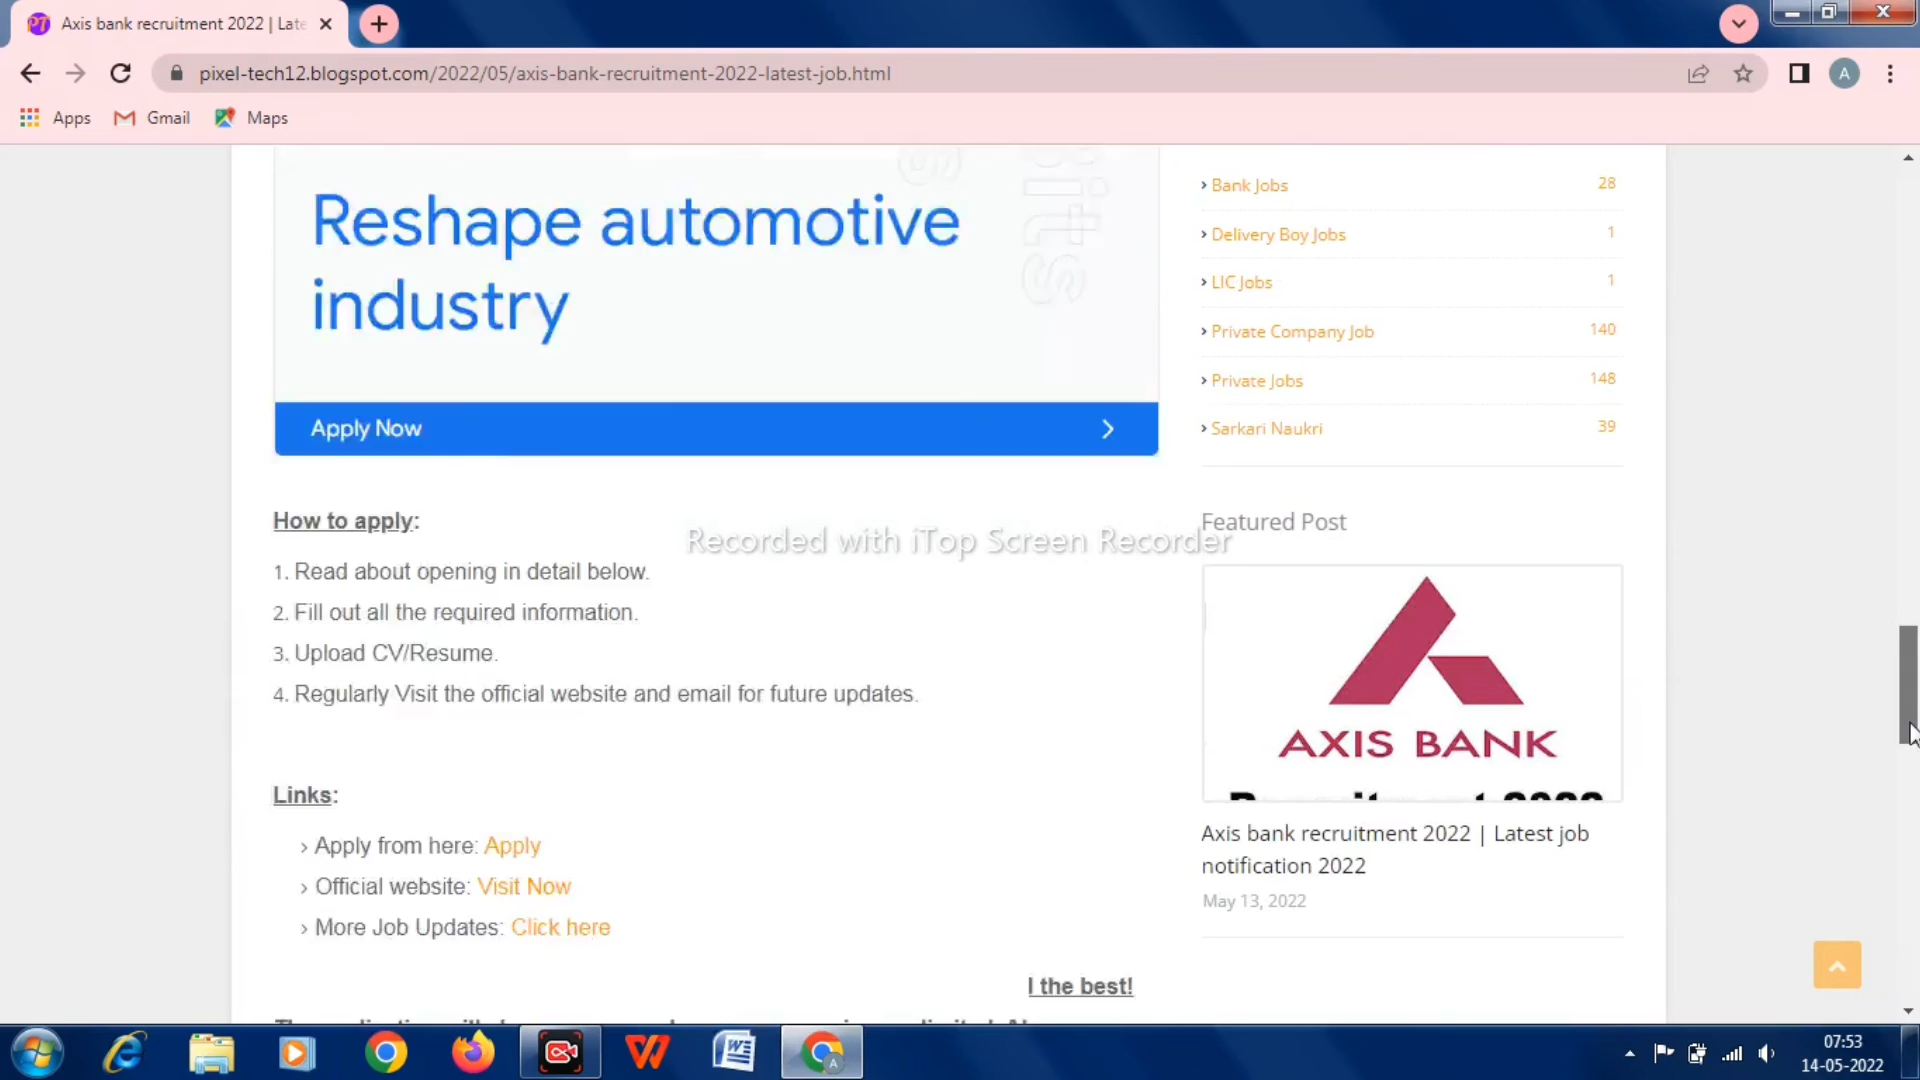 Axis bank recruitment 2022 | Late
pixel-tech12.blogspot.com/2022/05/axis-bank-recruitment-2022-latest-job.html
A
Apps
Gmail
Maps
Reshape automotive
industry
Apply Now
How to apply:
1. Read about opening in detail below.
2. Fill out all the required information.
3. Upload CV/Resume.
4. Regularly Visit the official website and email for future updates.
Links:
› Apply from here: Apply
› Official website: Visit Now
› More Job Updates: Click here
I the best!
› Bank Jobs 28
› Delivery Boy Jobs 1
› LIC Jobs 1
› Private Company Job 140
› Private Jobs 148
› Sarkari Naukri 39
Featured Post
AXIS BANK
Axis bank recruitment 2022 | Latest job
notification 2022
May 13, 2022
Recorded with iTop Screen Recorder
07:53
14-05-2022